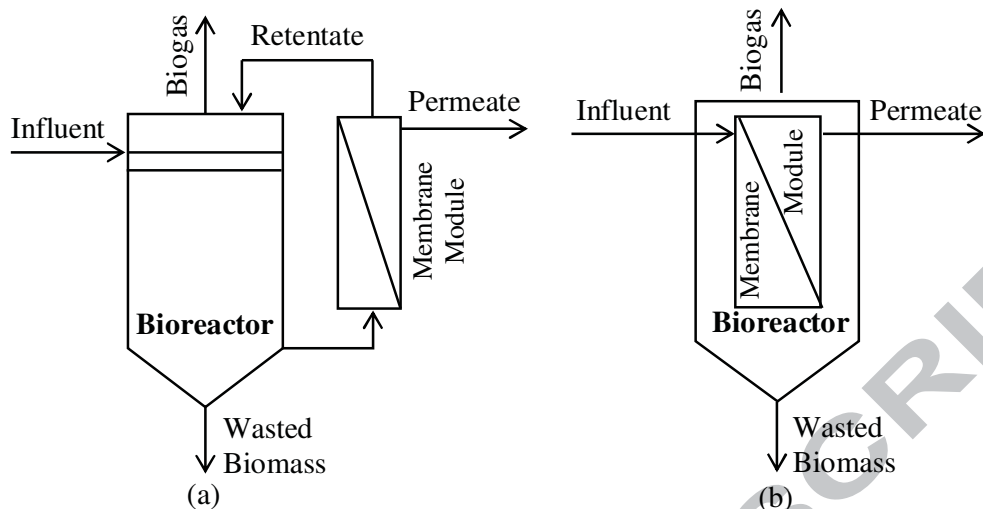 Biogas
Retentate
Influent
Permeate
Membrane
Module
Bioreactor
Wasted
Biomass
(a)
Biogas
Influent
Permeate
Membrane
Module
Bioreactor
Wasted
Biomass
(b)